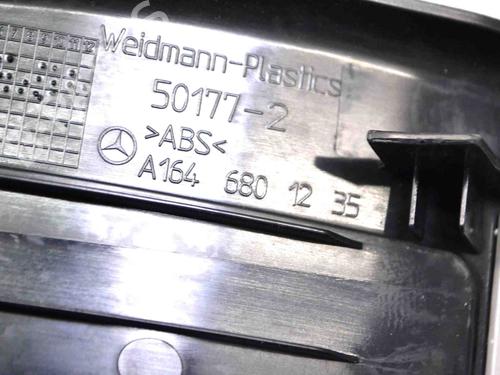 Weidmann-Plastics
50177-2
>ABS<
A164 680 12 35